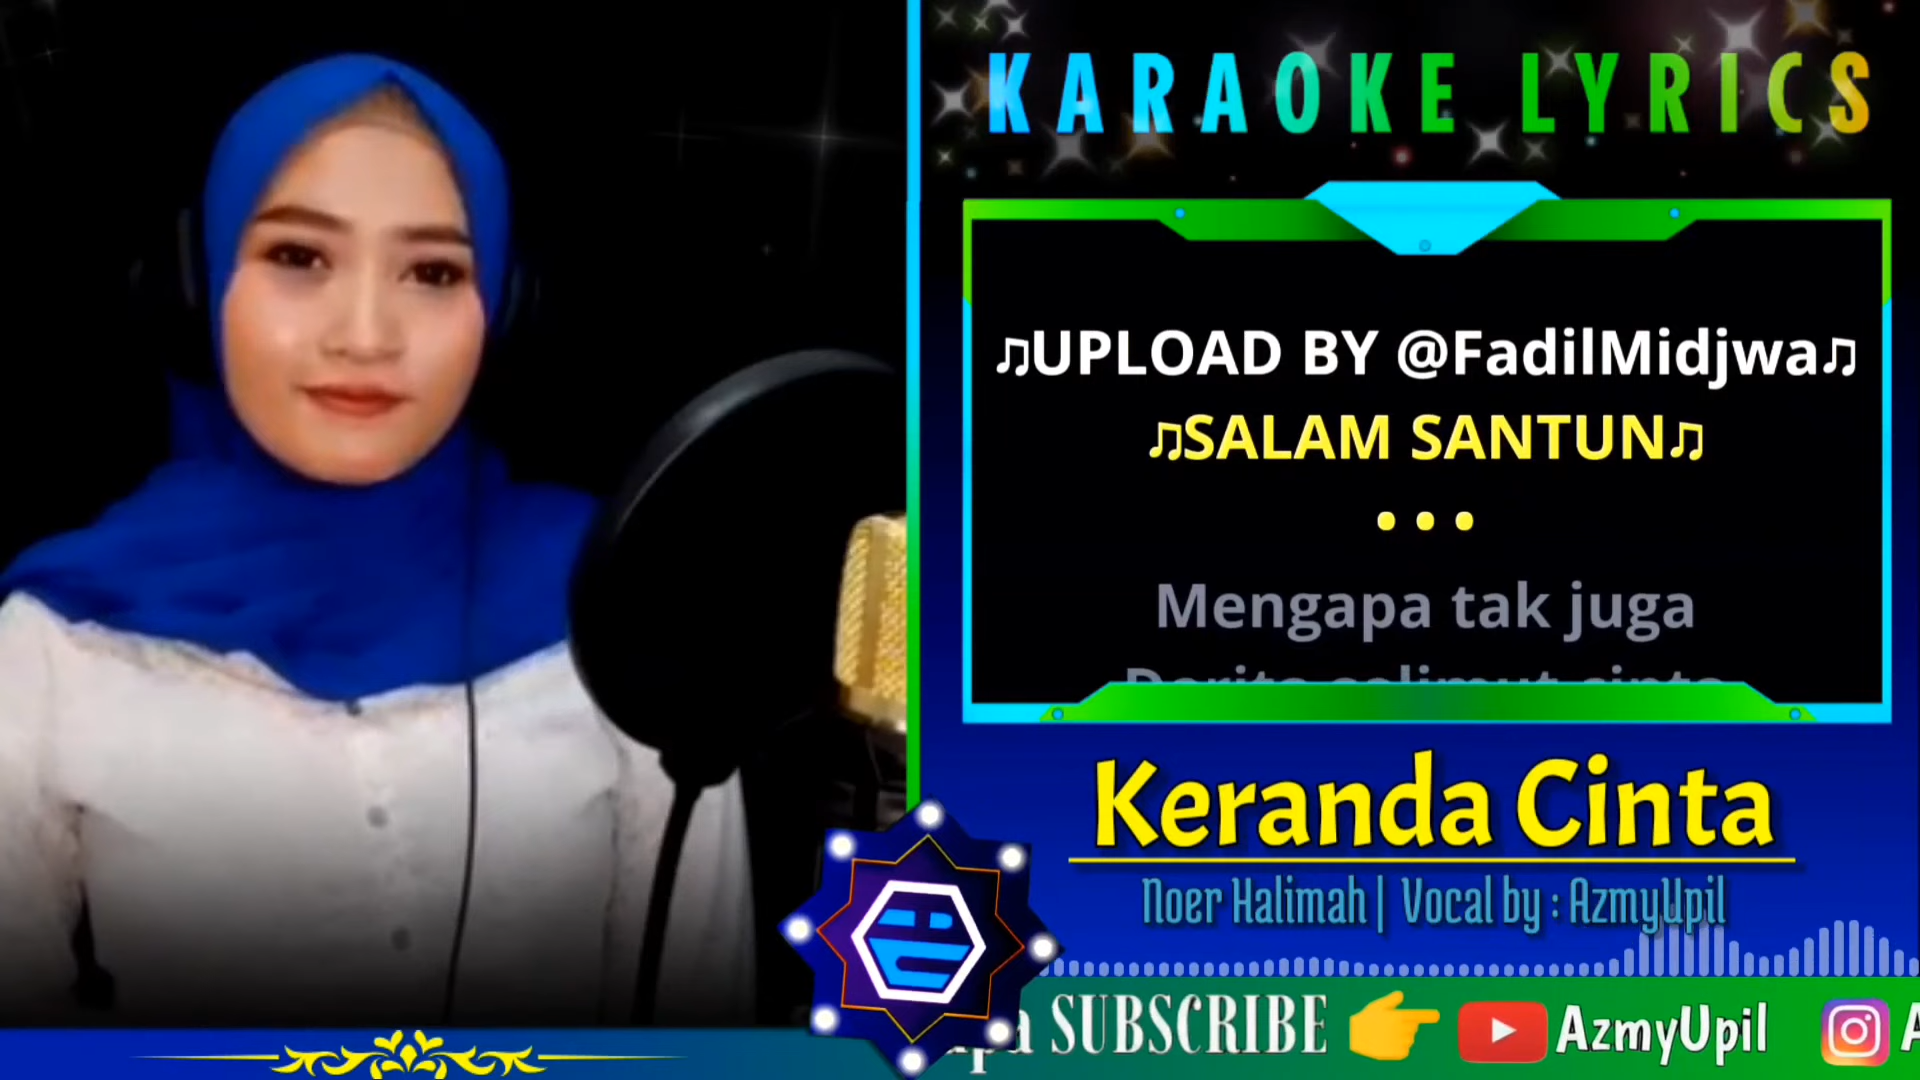 KARAOKE LYRICS
♫UPLOAD BY @FadilMidjwa♫
♫SALAM SANTUN♫
• • •
Mengapa tak juga
Noer Halimah | Vocal by : AzmyUpil
Keranda Cinta
SUBSCRIBE 👉 AzmyUpil